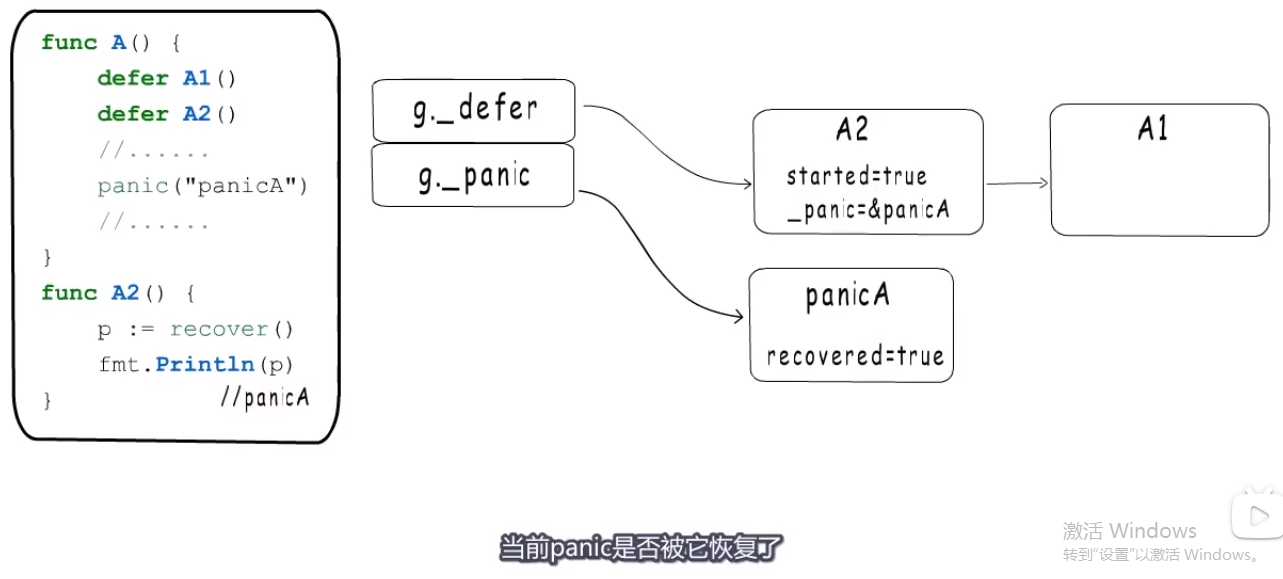 func A() {
defer A1()
defer A2()
//......
panic("panicA")
//......
}
func A2() {
p := recover()
fmt.Println(p)
} //panicA
g._defer
g._panic
A2
started=true
_panic=&panicA
A1
panicA
recovered=true
当前panic是否被它恢复了
激活 Windows
转到“设置”以激活 Windows。